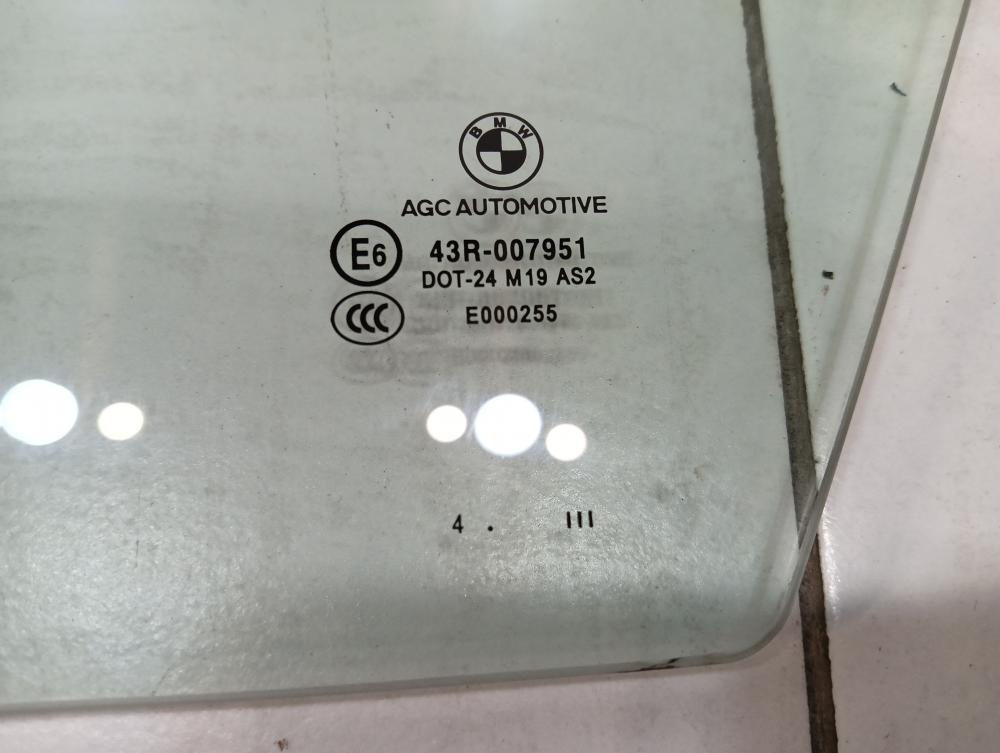 BMW
AGC AUTOMOTIVE
E6 43R-007951
DOT-24 M19 AS2
CCC E000255
4 . III